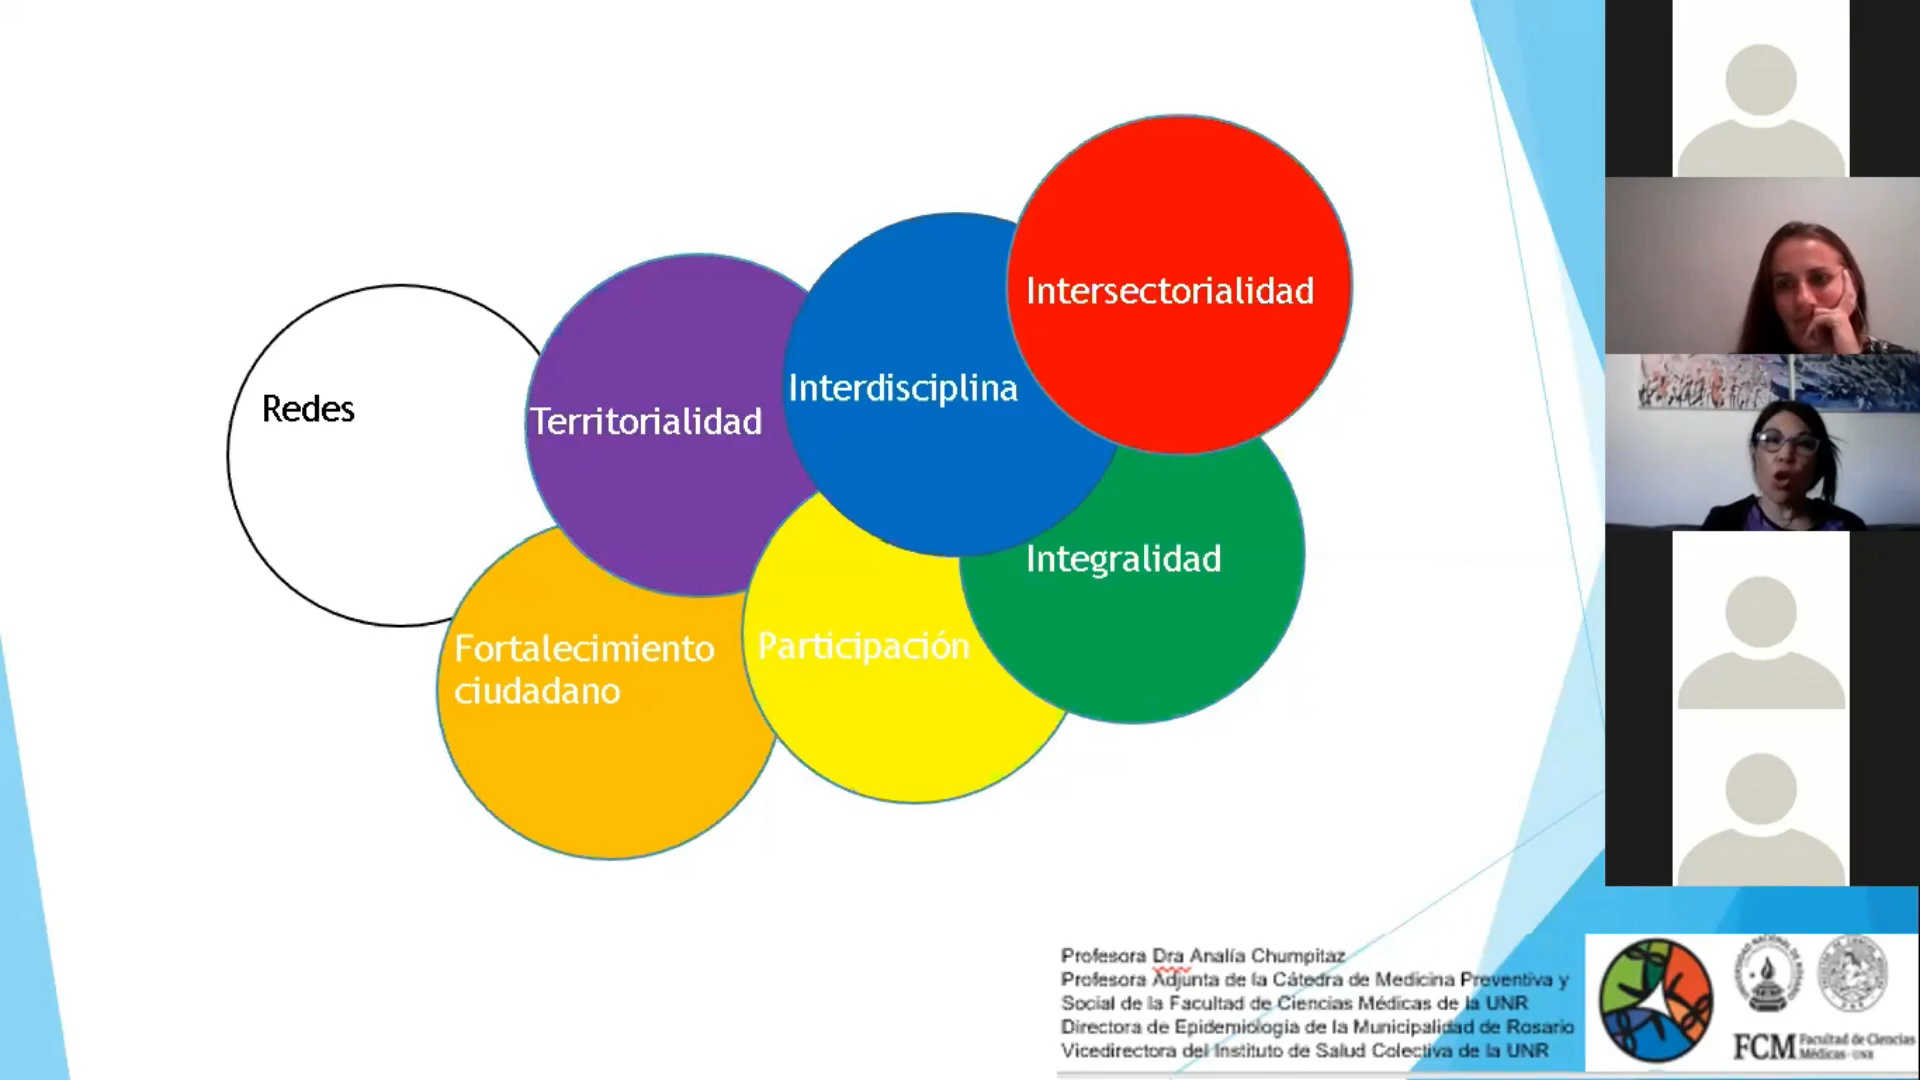 Intersectorialidad
Interdisciplina
Redes
Territorialidad
Integralidad
Fortalecimiento
ciudadano
Participación
Profesora Dra Analía Chumpitaz
Profesora Adjunta de la Cátedra de Medicina Preventiva y
Social de la Facultad de Ciencias Médicas de la UNR
Directora de Epidemiologia de la Municipalidad de Rosario
Vicedirectora del Instituto de Salud Colectiva de la UNR
FCM
Facultad de Ciencias
Médicas - UNR